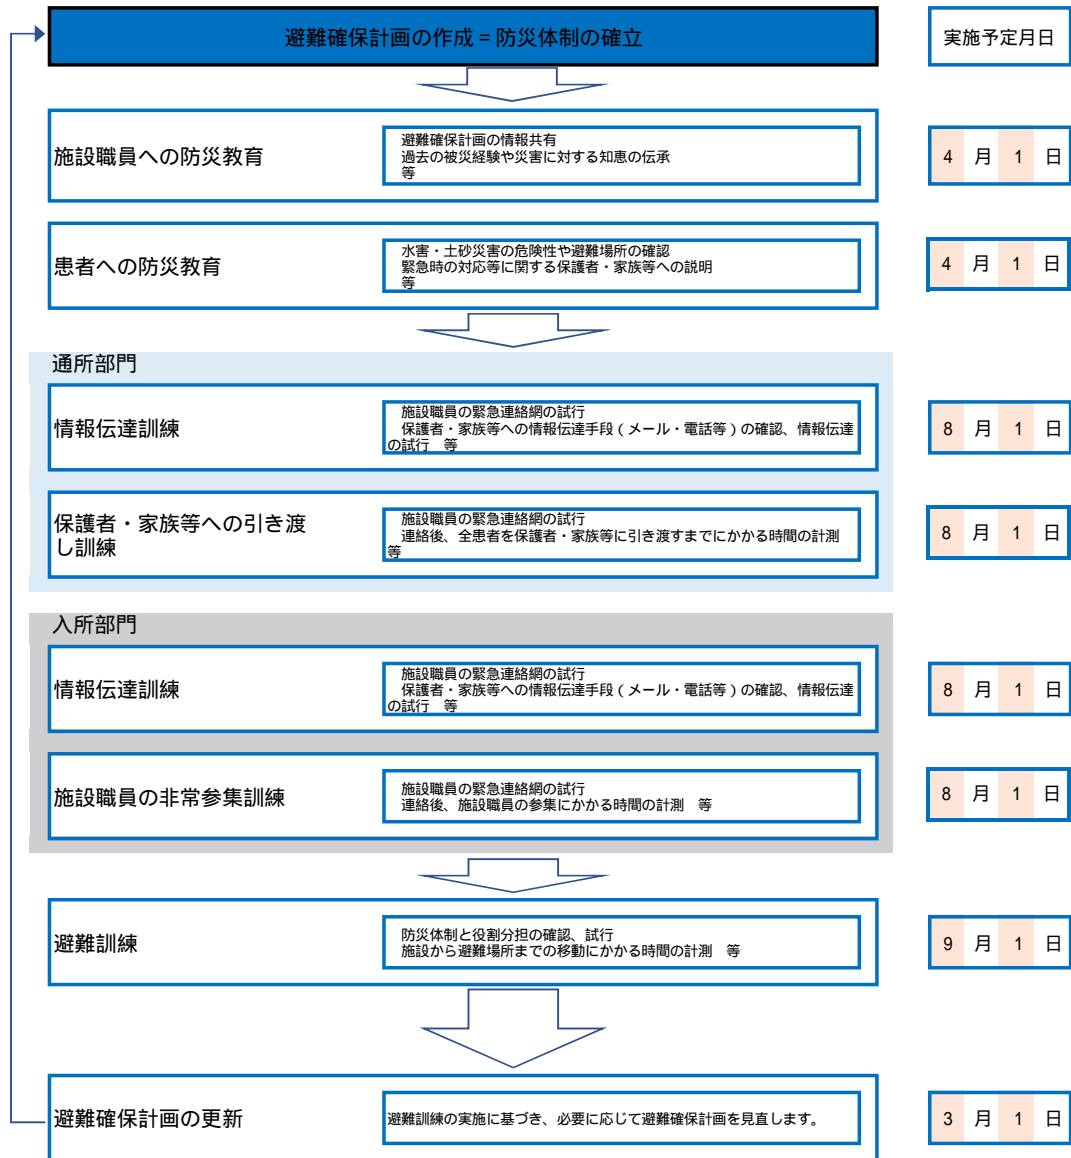 避難確保計画の作成 = 防災体制の確立
実施予定月日
施設職員への防災教育
避難確保計画の情報共有
過去の被災経験や災害に対する知恵の伝承
等
4 月 1 日
患者への防災教育
水害・土砂災害の危険性や避難場所の確認
緊急時の対応等に関する保護者・家族等への説明
等
4 月 1 日
通所部門
情報伝達訓練
施設職員の緊急連絡網の試行
保護者・家族等への情報伝達手段(メール・電話等)の確認、情報伝達
の試行 等
8 月 1 日
保護者・家族等への引き渡
し訓練
施設職員の緊急連絡網の試行
連絡後、全患者を保護者・家族等に引き渡すまでにかかる時間の計測
等
8 月 1 日
入所部門
情報伝達訓練
施設職員の緊急連絡網の試行
保護者・家族等への情報伝達手段(メール・電話等)の確認、情報伝達
の試行 等
8 月 1 日
施設職員の非常参集訓練
施設職員の緊急連絡網の試行
連絡後、施設職員の参集にかかる時間の計測 等
8 月 1 日
避難訓練
防災体制と役割分担の確認、試行
施設から避難場所までの移動にかかる時間の計測 等
9 月 1 日
避難確保計画の更新
避難訓練の実施に基づき、必要に応じて避難確保計画を見直します。
3 月 1 日